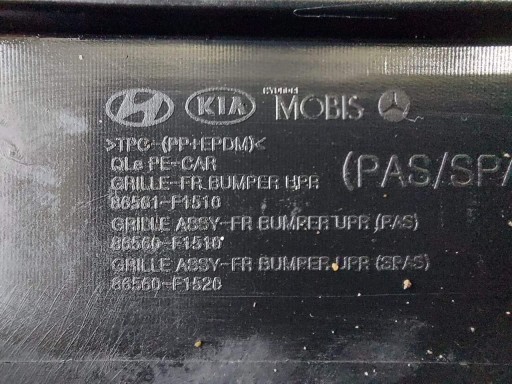 KIA HYUNDAI MOBIS
>TPC-(PP+EPDM)<
QLe PE-CAR
GRILLE-FR BUMPER UPR
86561-F1510
GRILLE ASSY-FR BUMPER UPR (PAS)
86560-F1510
GRILLE ASSY-FR BUMPER UPR (SPAS)
86560-F1520
(PAS/SPA